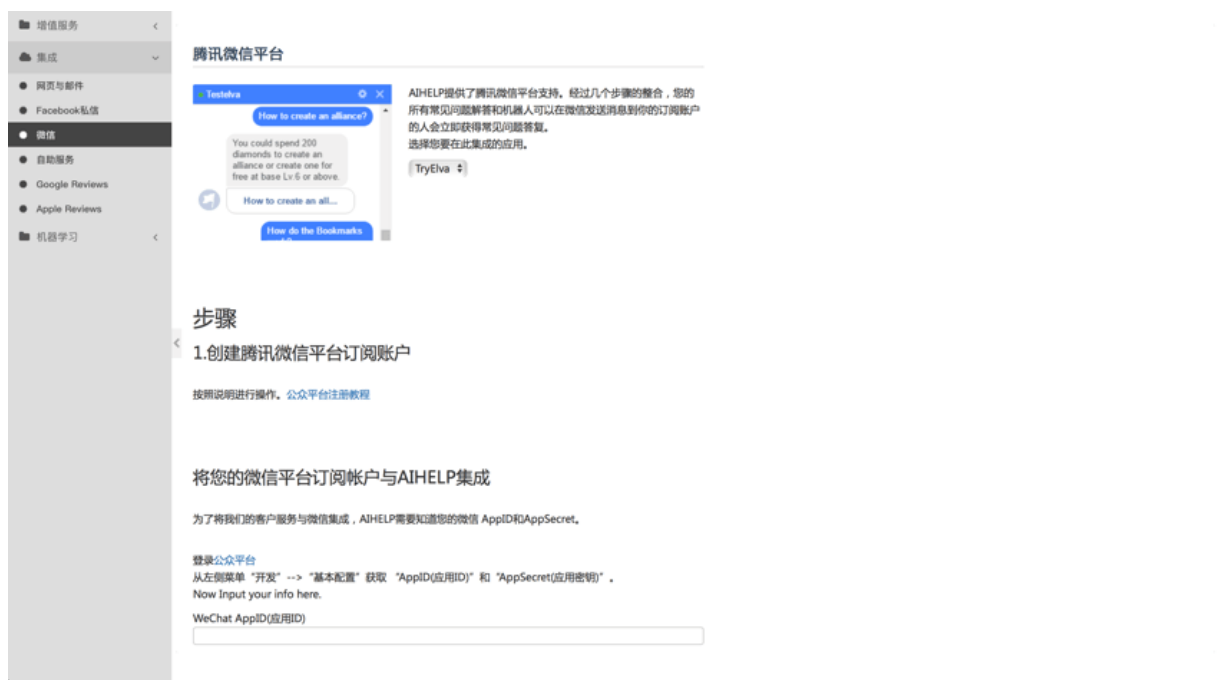 增值服务
集成
网页与邮件
Facebook私信
微信
自助服务
Google Reviews
Apple Reviews
机器学习
腾讯微信平台
Testelva
How to create an alliance?
You could spend 200
diamonds to create an
alliance or create one for
free at base Lv.6 or above.
How to create an all...
How do the Bookmarks
AIHELP提供了腾讯微信平台支持。经过几个步骤的整合，您的
所有常见问题解答和机器人可以在微信发送消息到你的订阅账户
的人会立即获得常见问题答复。
选择您要在此集成的应用。
TryElva
步骤
1.创建腾讯微信平台订阅账户
按照说明进行操作。公众平台注册教程
将您的微信平台订阅帐户与AIHELP集成
为了将我们的客户服务与微信集成，AIHELP需要知道您的微信 AppID和AppSecret。
登录公众平台
从左侧菜单“开发” --> “基本配置”获取 “AppID(应用ID)” 和 “AppSecret(应用密钥)” 。
Now Input your info here.
WeChat AppID(应用ID)